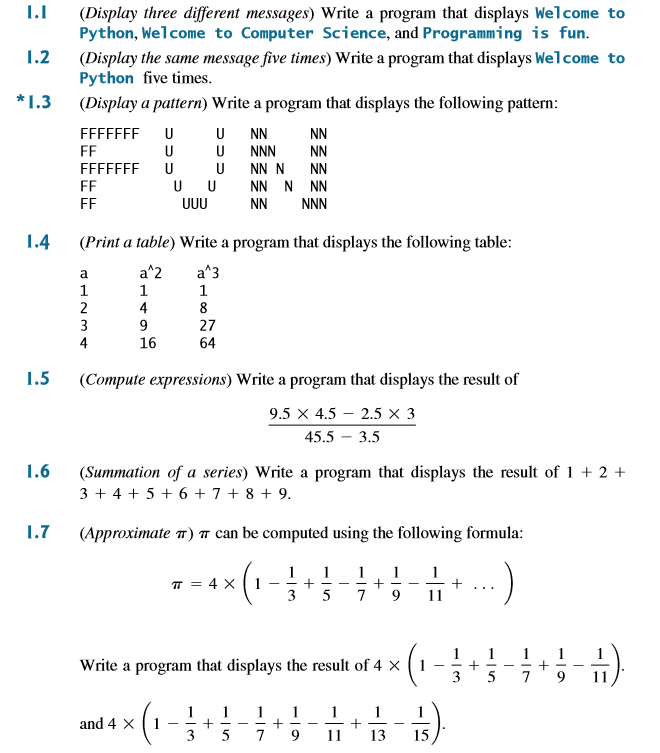 1.1 (Display three different messages) Write a program that displays Welcome to
Python, Welcome to Computer Science, and Programming is fun.
1.2 (Display the same message five times) Write a program that displays Welcome to
Python five times.
*1.3 (Display a pattern) Write a program that displays the following pattern:
FFFFFFF   U     U   NN     NN
FF        U     U   NNN    NN
FFFFFFF   U     U   NN N   NN
FF         U   U    NN  N  NN
FF          UUU     NN    NNN
1.4 (Print a table) Write a program that displays the following table:
a      a^2    a^3
1      1      1
2      4      8
3      9      27
4      16     64
1.5 (Compute expressions) Write a program that displays the result of
9.5 × 4.5 − 2.5 × 3
45.5 − 3.5
1.6 (Summation of a series) Write a program that displays the result of 1 + 2 +
3 + 4 + 5 + 6 + 7 + 8 + 9.
1.7 (Approximate π) π can be computed using the following formula:
π = 4 × (1 − 1/3 + 1/5 − 1/7 + 1/9 − 1/11 + ...)
Write a program that displays the result of 4 × (1 − 1/3 + 1/5 − 1/7 + 1/9 − 1/11).
and 4 × (1 − 1/3 + 1/5 − 1/7 + 1/9 − 1/11 + 1/13 − 1/15).